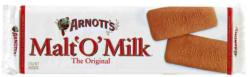 ARNOTT'S
Malt 'O' Milk
The Original